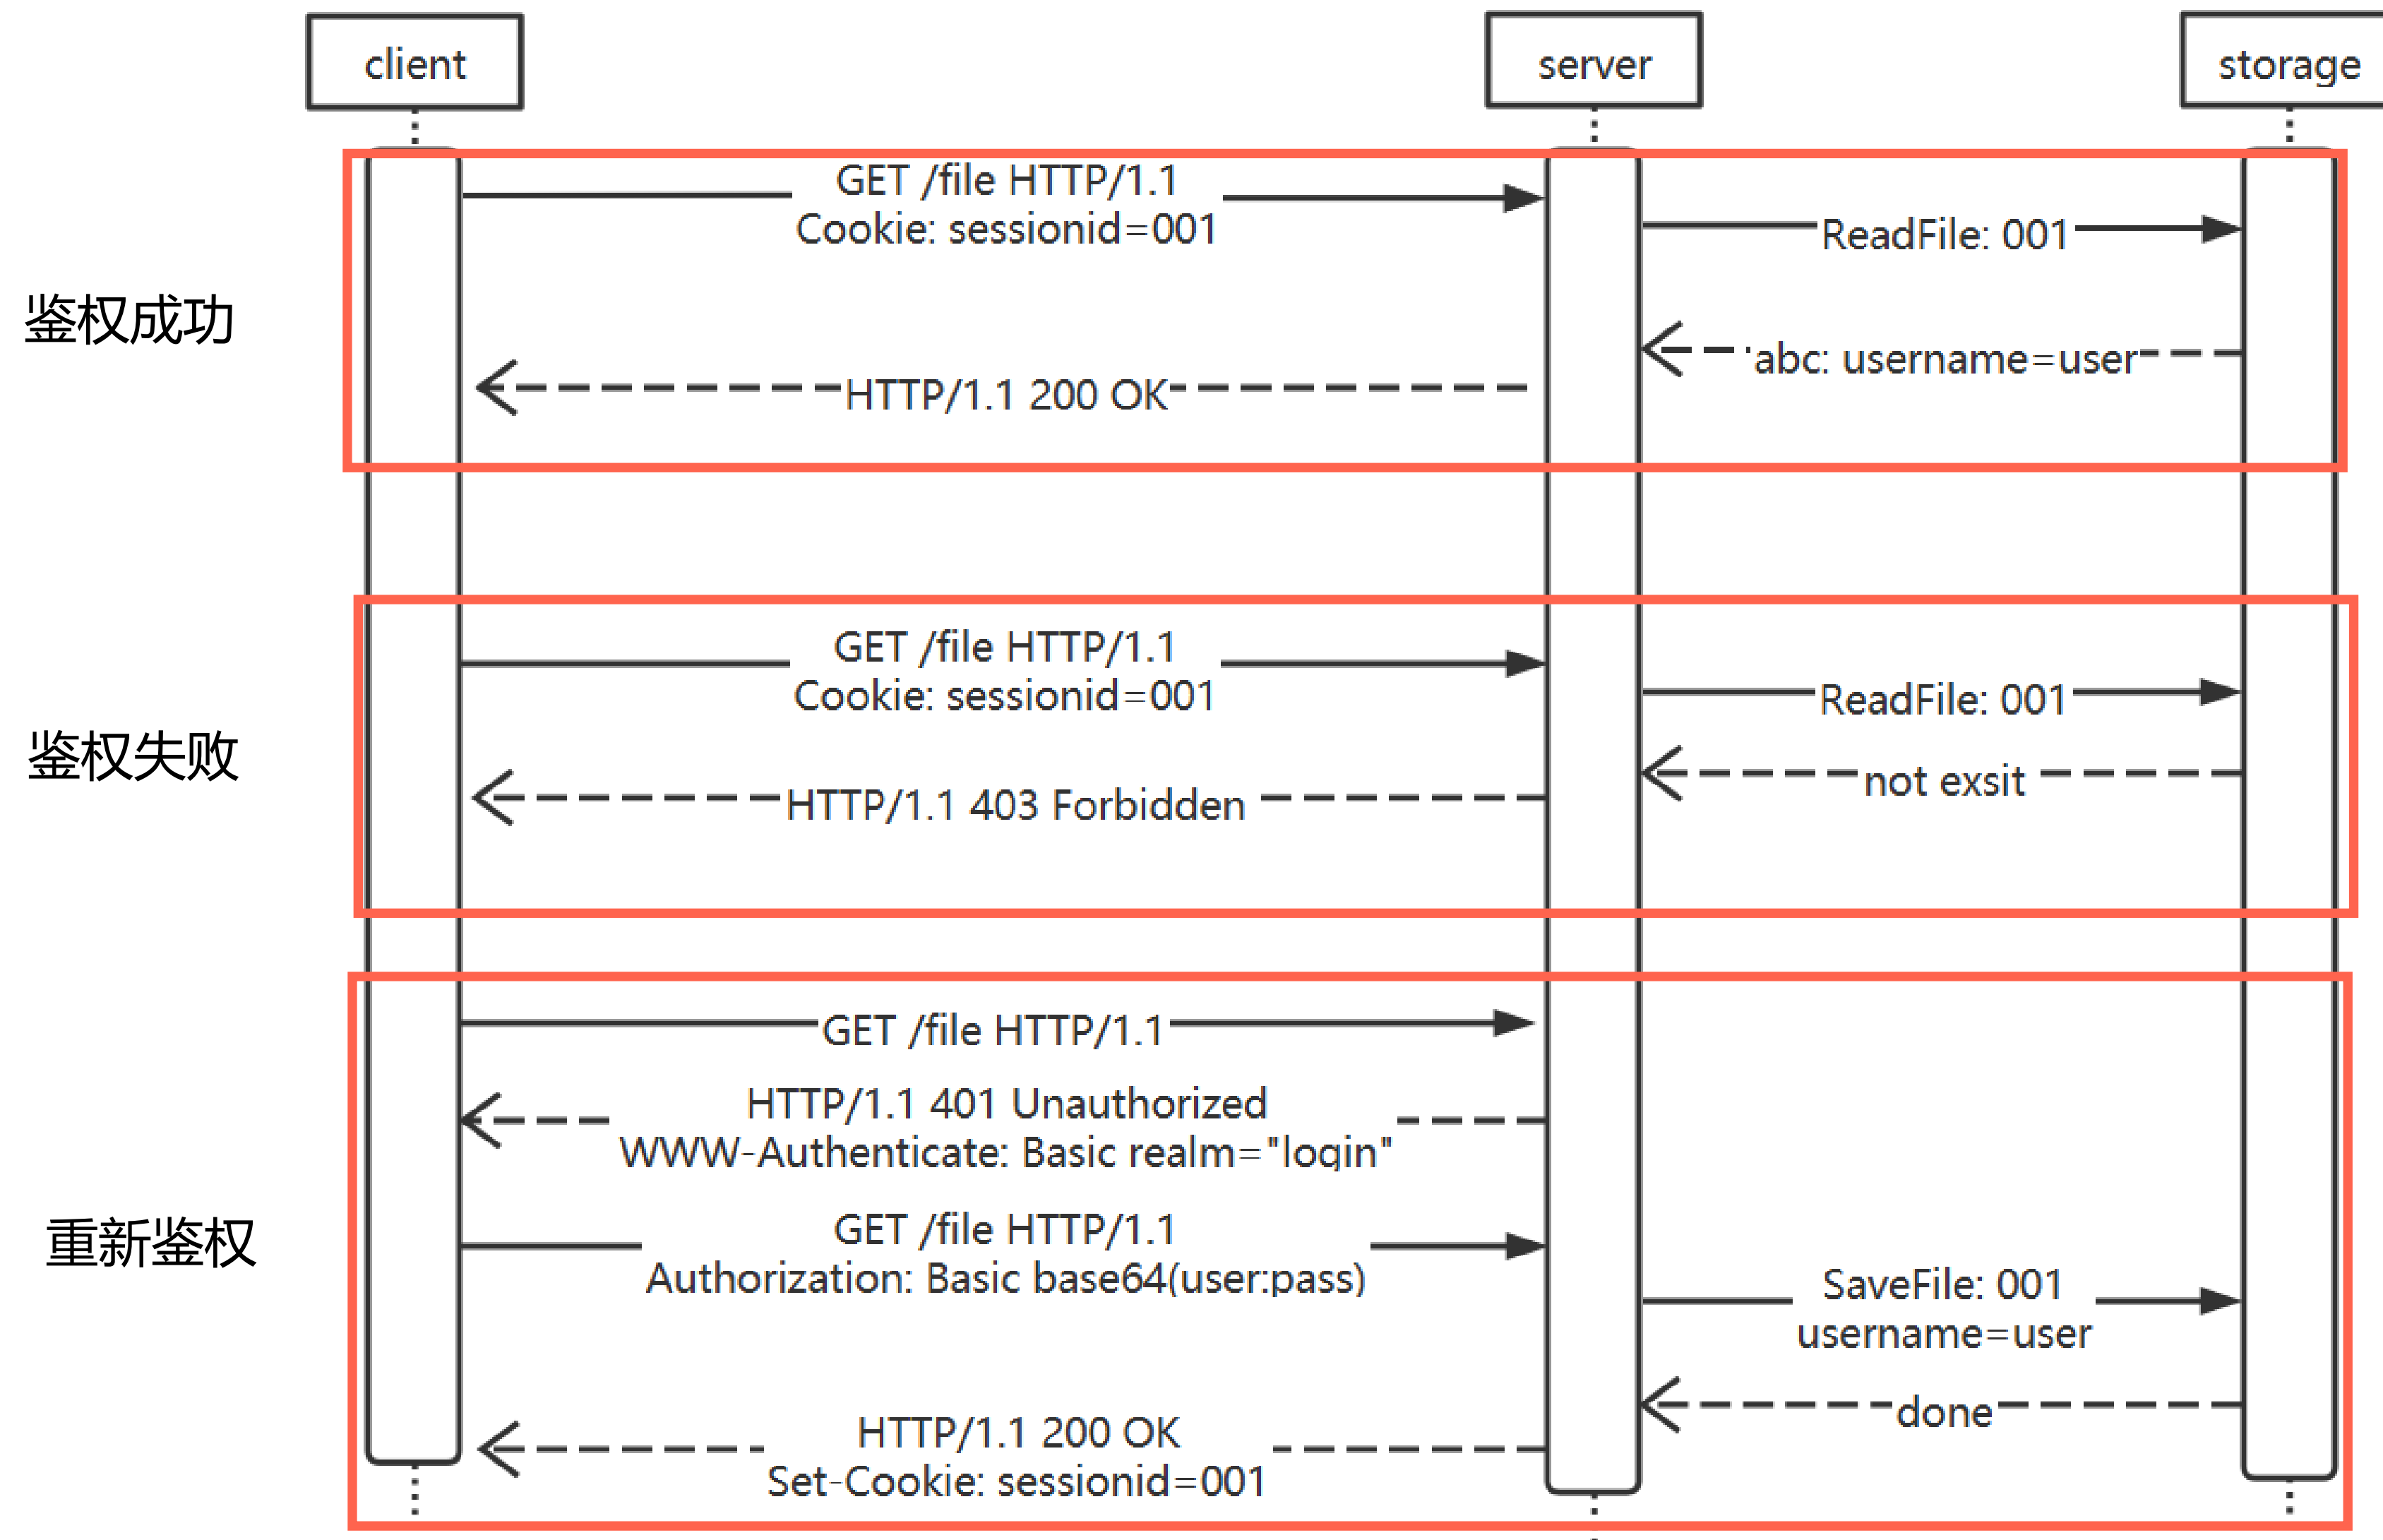 client
server
storage
鉴权成功
GET /file HTTP/1.1
Cookie: sessionid=001
ReadFile: 001
abc: username=user
HTTP/1.1 200 OK
鉴权失败
GET /file HTTP/1.1
Cookie: sessionid=001
ReadFile: 001
not exsit
HTTP/1.1 403 Forbidden
重新鉴权
GET /file HTTP/1.1
HTTP/1.1 401 Unauthorized
WWW-Authenticate: Basic realm="login"
GET /file HTTP/1.1
Authorization: Basic base64(user:pass)
SaveFile: 001
username=user
done
HTTP/1.1 200 OK
Set-Cookie: sessionid=001